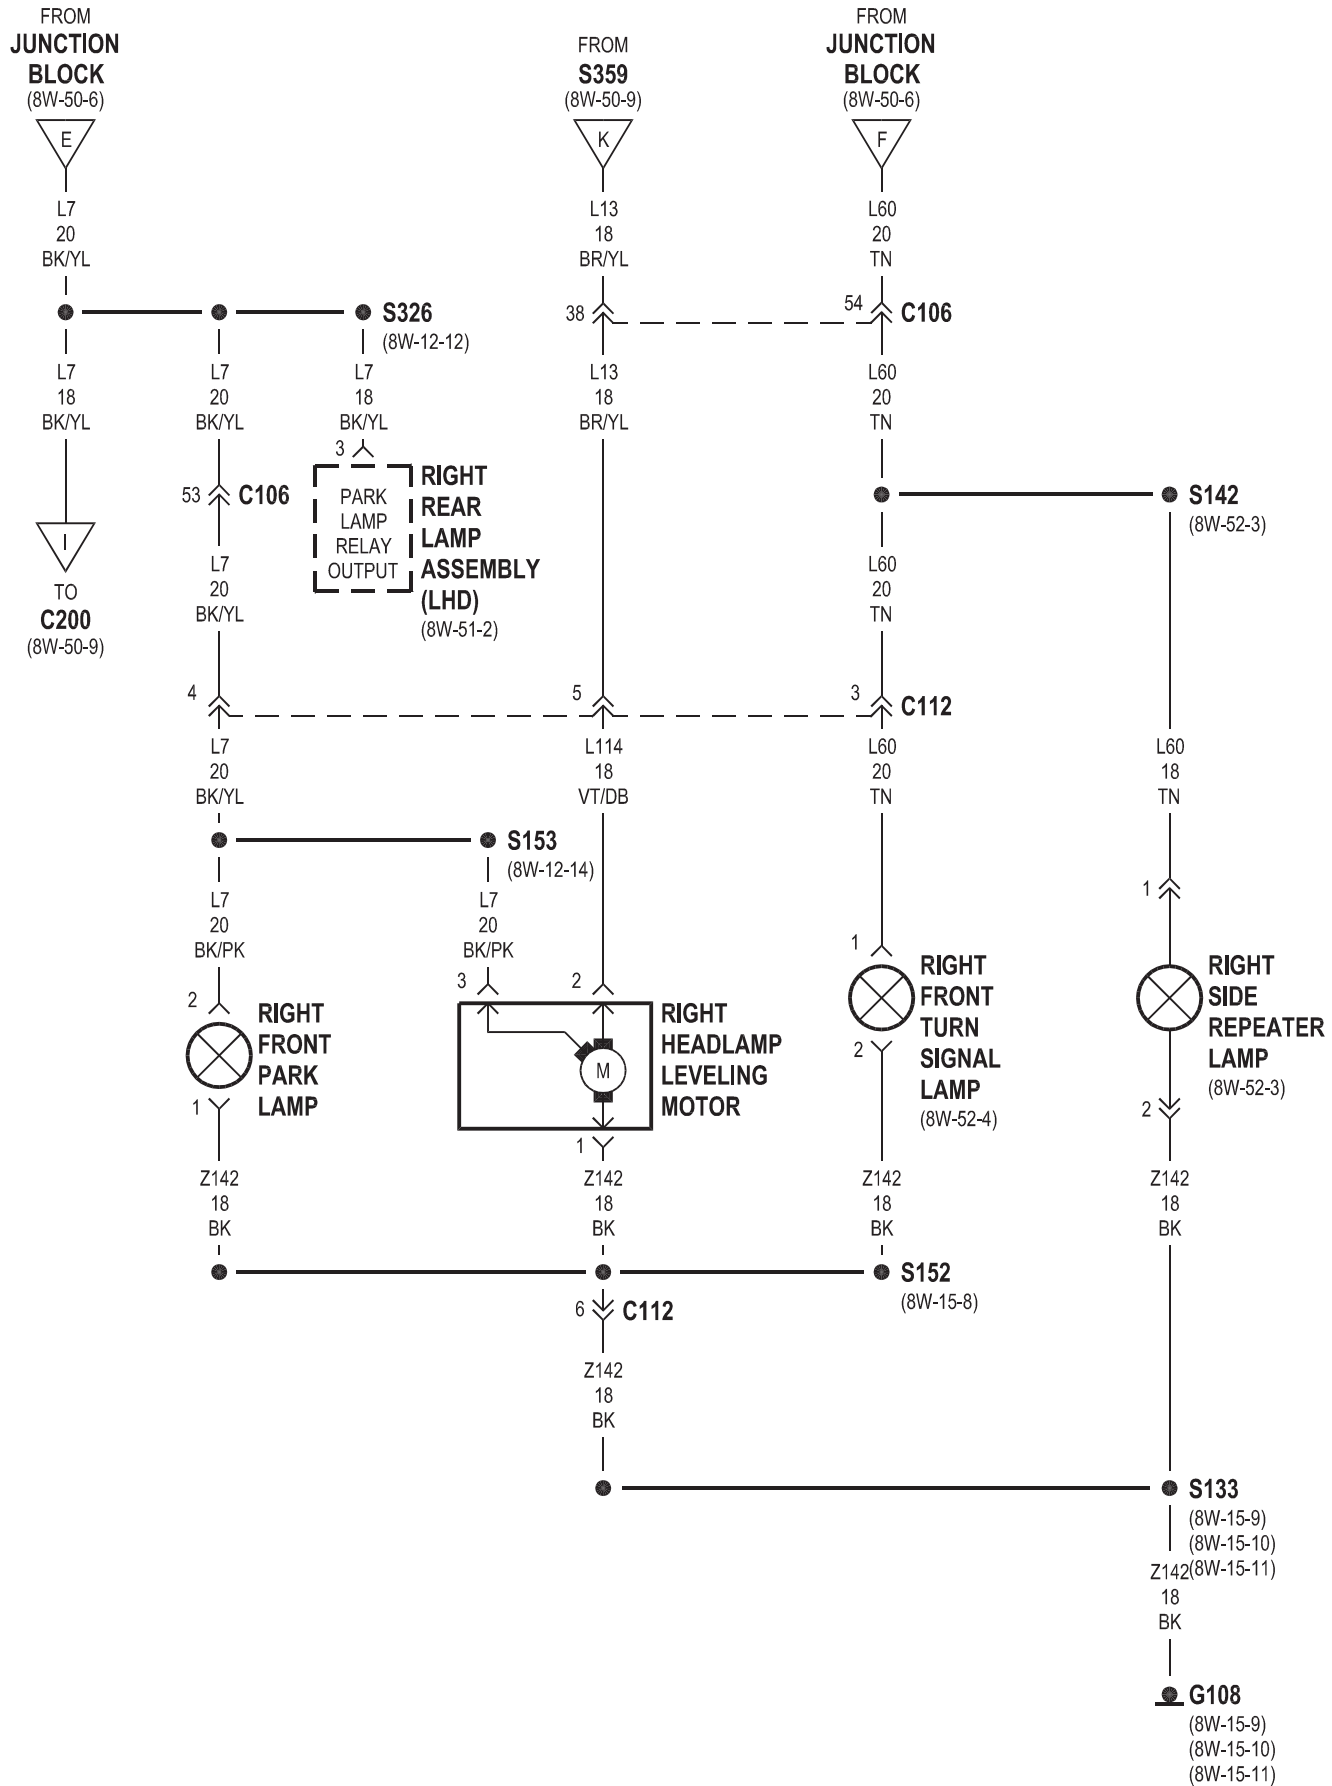 FROM
JUNCTION
BLOCK
(8W-50-6)
E
FROM
S359
(8W-50-9)
K
FROM
JUNCTION
BLOCK
(8W-50-6)
F
L7
20
BK/YL
L13
18
BR/YL
L60
20
TN
S326
(8W-12-12)
38
54
C106
L7
18
BK/YL
L7
20
BK/YL
L7
18
BK/YL
L13
18
BR/YL
L60
20
TN
3
PARK
LAMP
RELAY
OUTPUT
RIGHT
REAR
LAMP
ASSEMBLY
(LHD)
(8W-51-2)
53
C106
S142
(8W-52-3)
I
TO
C200
(8W-50-9)
L7
20
BK/YL
L60
20
TN
4
5
3
C112
L7
20
BK/YL
L114
18
VT/DB
L60
20
TN
L60
18
TN
S153
(8W-12-14)
L7
20
BK/PK
L7
20
BK/PK
2
RIGHT
FRONT
PARK
LAMP
1
3
2
M
RIGHT
HEADLAMP
LEVELING
MOTOR
1
1
RIGHT
FRONT
TURN
SIGNAL
LAMP
(8W-52-4)
2
1
RIGHT
SIDE
REPEATER
LAMP
(8W-52-3)
2
Z142
18
BK
Z142
18
BK
Z142
18
BK
Z142
18
BK
S152
(8W-15-8)
6
C112
Z142
18
BK
S133
(8W-15-9)
(8W-15-10)
(8W-15-11)
Z142
18
BK
G108
(8W-15-9)
(8W-15-10)
(8W-15-11)